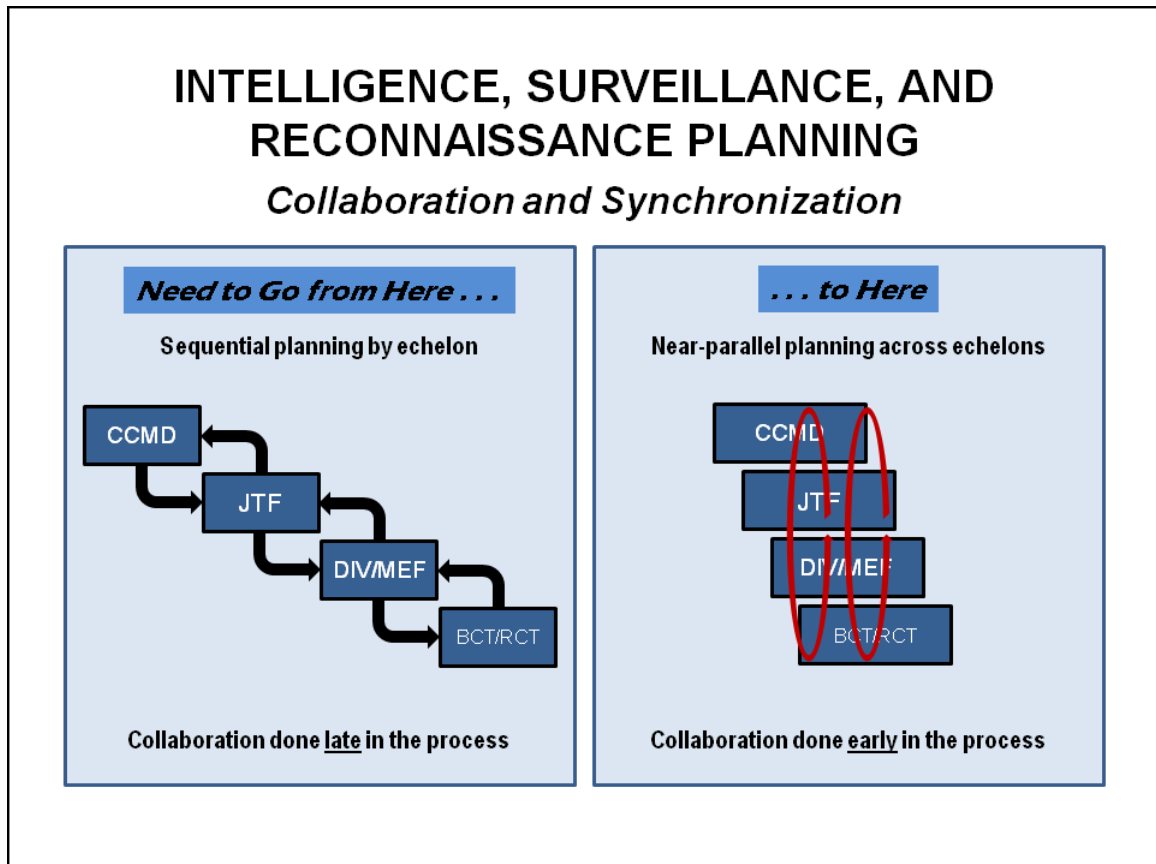 INTELLIGENCE, SURVEILLANCE, AND
RECONNAISSANCE PLANNING
Collaboration and Synchronization
Need to Go from Here . . .
Sequential planning by echelon
CCMD
JTF
DIV/MEF
BCT/RCT
Collaboration done late in the process
. . . to Here
Near-parallel planning across echelons
CCMD
JTF
DIV/MEF
BCT/RCT
Collaboration done early in the process